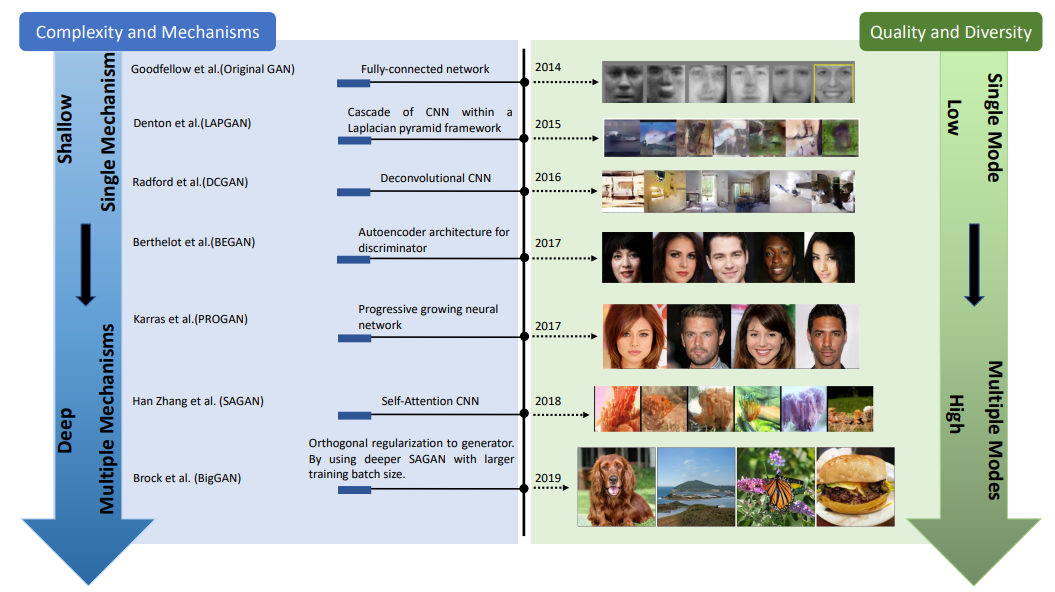 Complexity and Mechanisms
Quality and Diversity
Shallow
Single Mechanism
Deep
Multiple Mechanisms
Goodfellow et al.(Original GAN)
Fully-connected network
2014
Denton et al.(LAPGAN)
Cascade of CNN within a
Laplacian pyramid framework
2015
Radford et al.(DCGAN)
Deconvolutional CNN
2016
Berthelot et al.(BEGAN)
Autoencoder architecture for
discriminator
2017
Karras et al.(PROGAN)
Progressive growing neural
network
2017
Han Zhang et al. (SAGAN)
Self-Attention CNN
2018
Brock et al. (BigGAN)
Orthogonal regularization to generator.
By using deeper SAGAN with larger
training batch size.
2019
Low
Single Mode
High
Multiple Modes